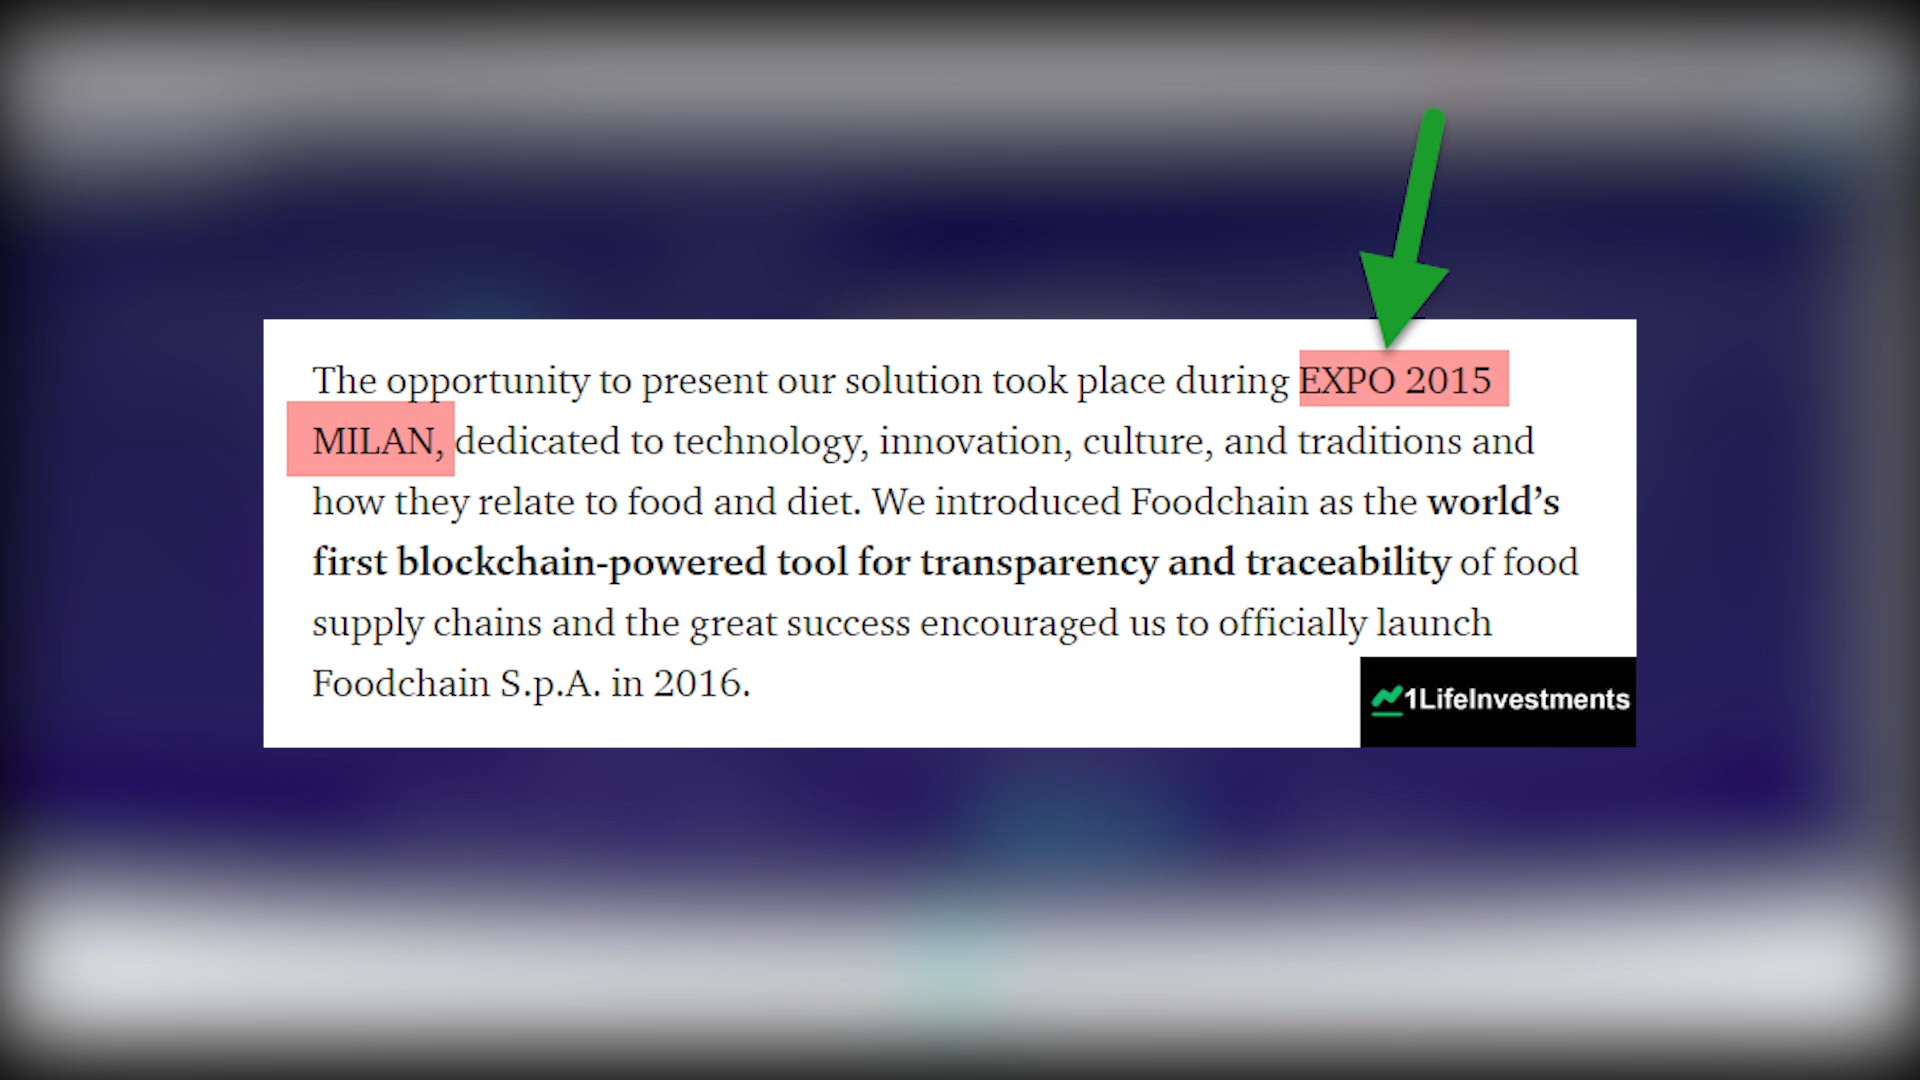 The opportunity to present our solution took place during EXPO 2015
MILAN, dedicated to technology, innovation, culture, and traditions and
how they relate to food and diet. We introduced Foodchain as the world’s
first blockchain-powered tool for transparency and traceability of food
supply chains and the great success encouraged us to officially launch
Foodchain S.p.A. in 2016.
1LifeInvestments